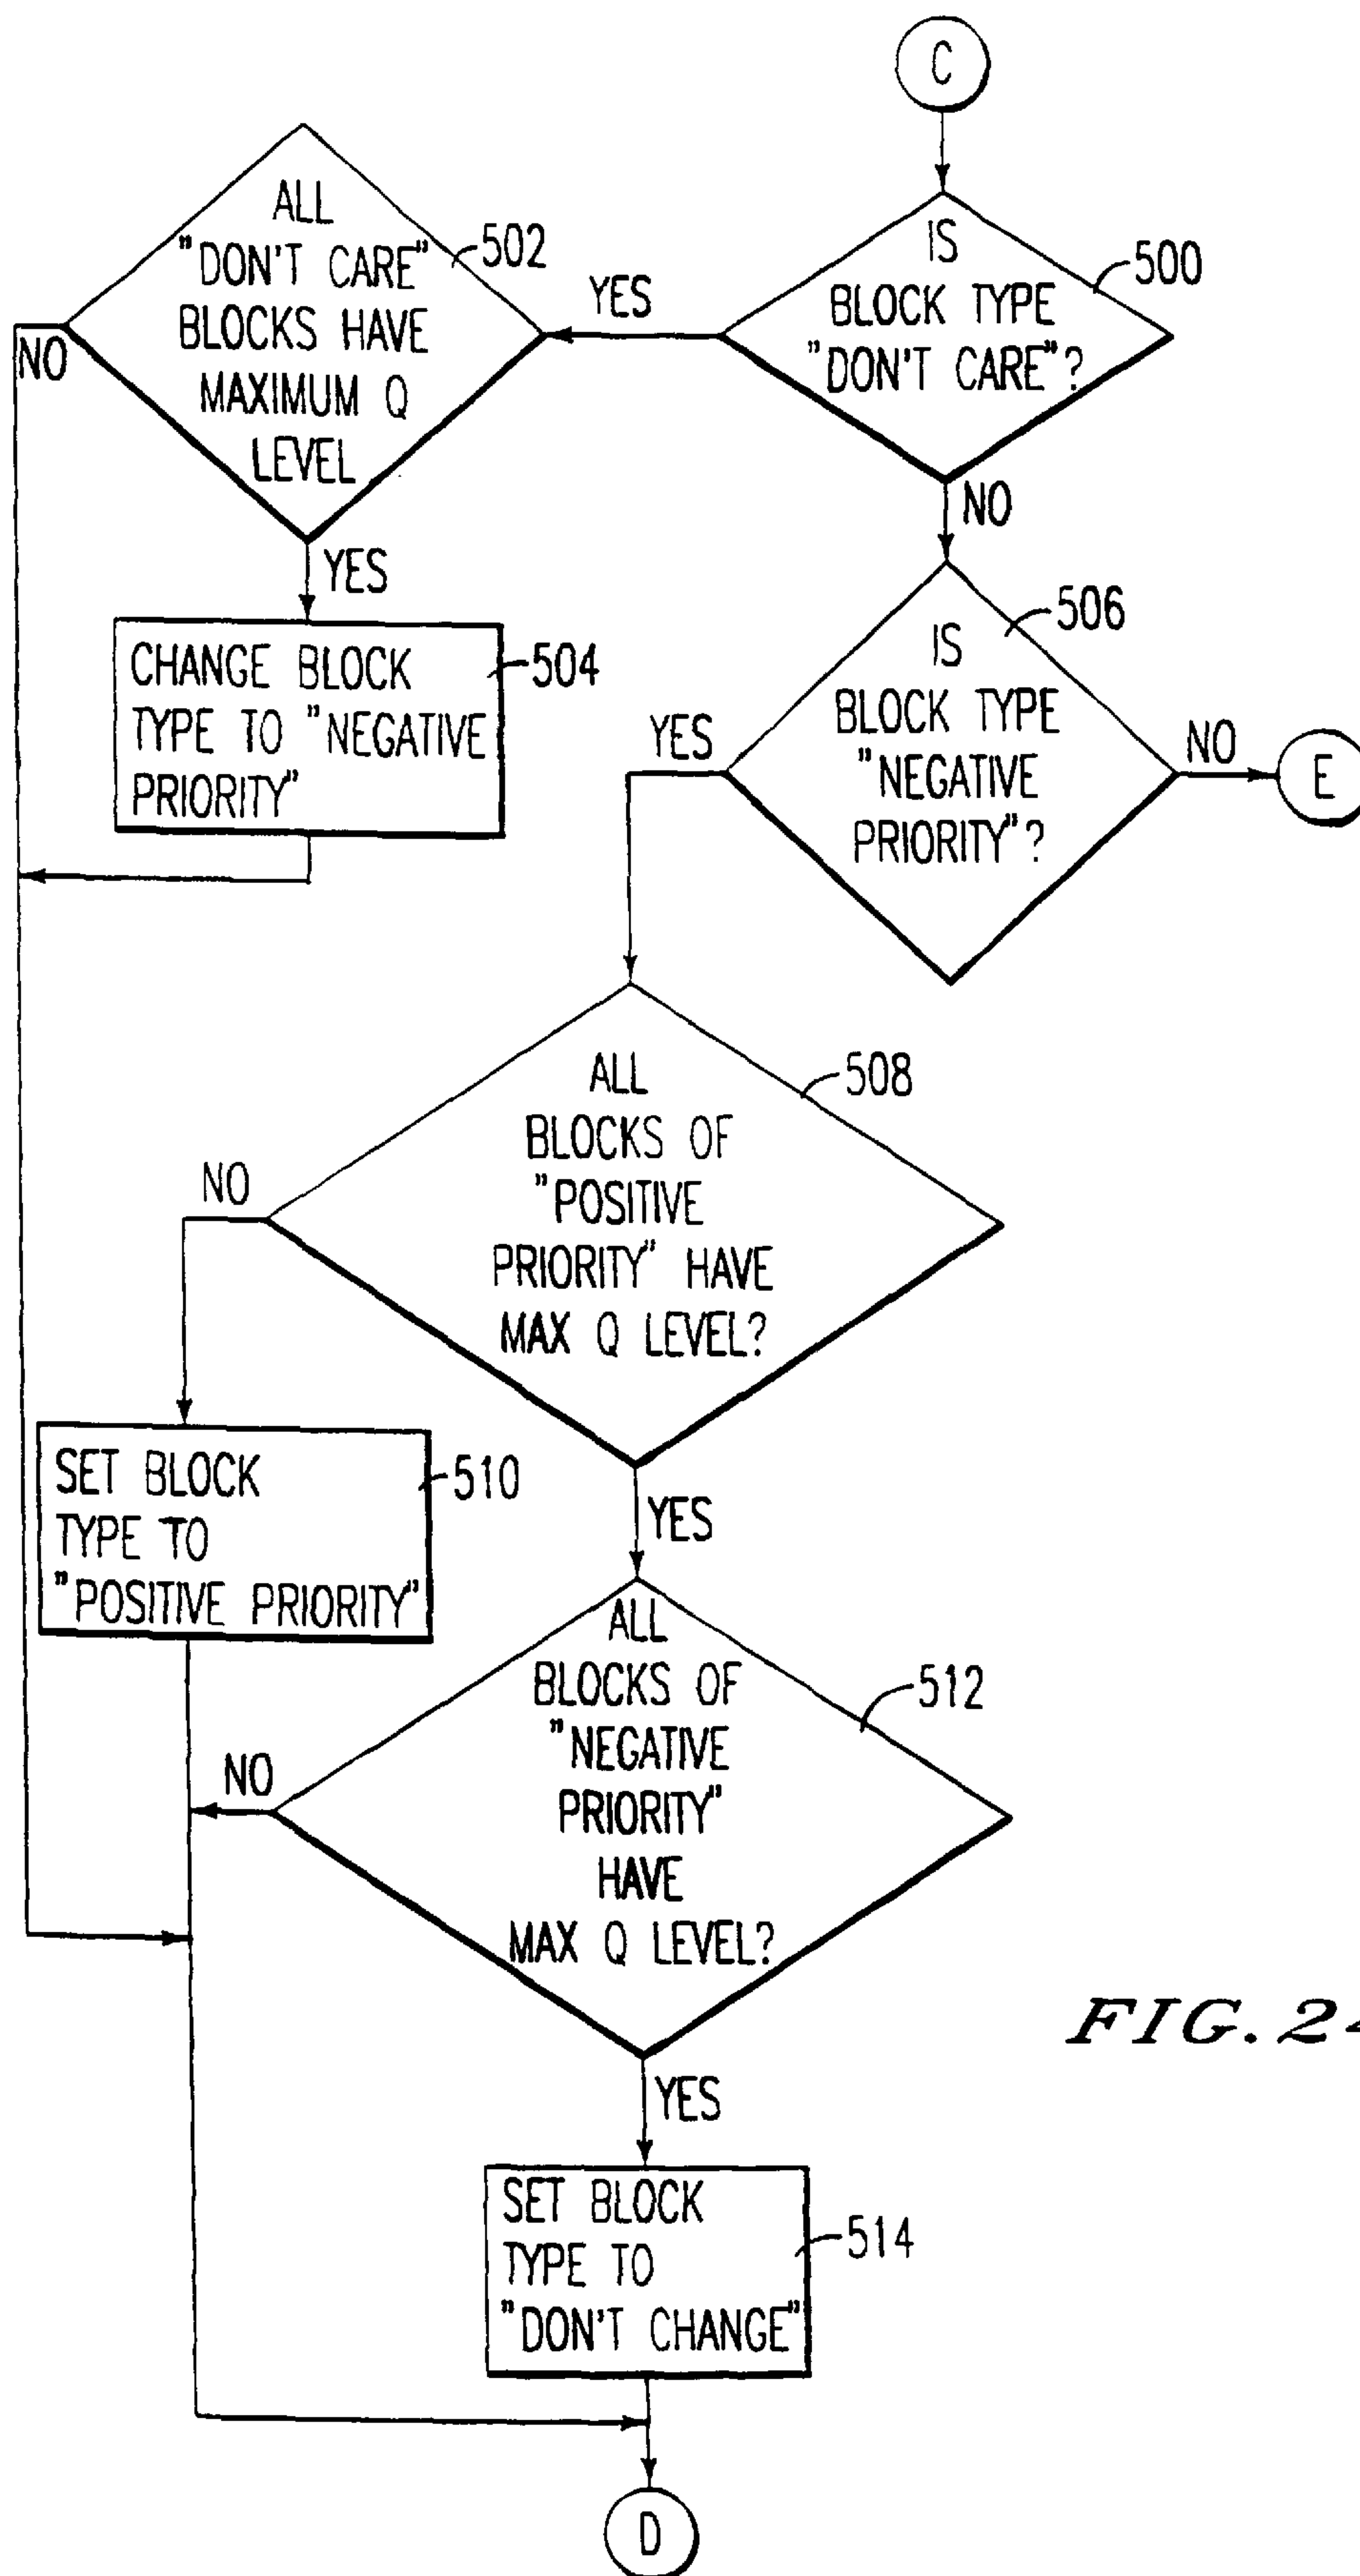 C
ALL
"DON'T CARE"
BLOCKS HAVE
MAXIMUM Q
LEVEL
502
YES
IS
BLOCK TYPE
"DON'T CARE"?
500
NO
NO
YES
CHANGE BLOCK
TYPE TO "NEGATIVE
PRIORITY"
504
IS
BLOCK TYPE
"NEGATIVE
PRIORITY"?
506
YES
NO
E
ALL
BLOCKS OF
"POSITIVE
PRIORITY" HAVE
MAX Q LEVEL?
508
NO
YES
SET BLOCK
TYPE TO
"POSITIVE PRIORITY"
510
ALL
BLOCKS OF
"NEGATIVE
PRIORITY"
HAVE
MAX Q LEVEL?
512
NO
YES
FIG. 24
SET BLOCK
TYPE TO
"DON'T CHANGE"
514
D